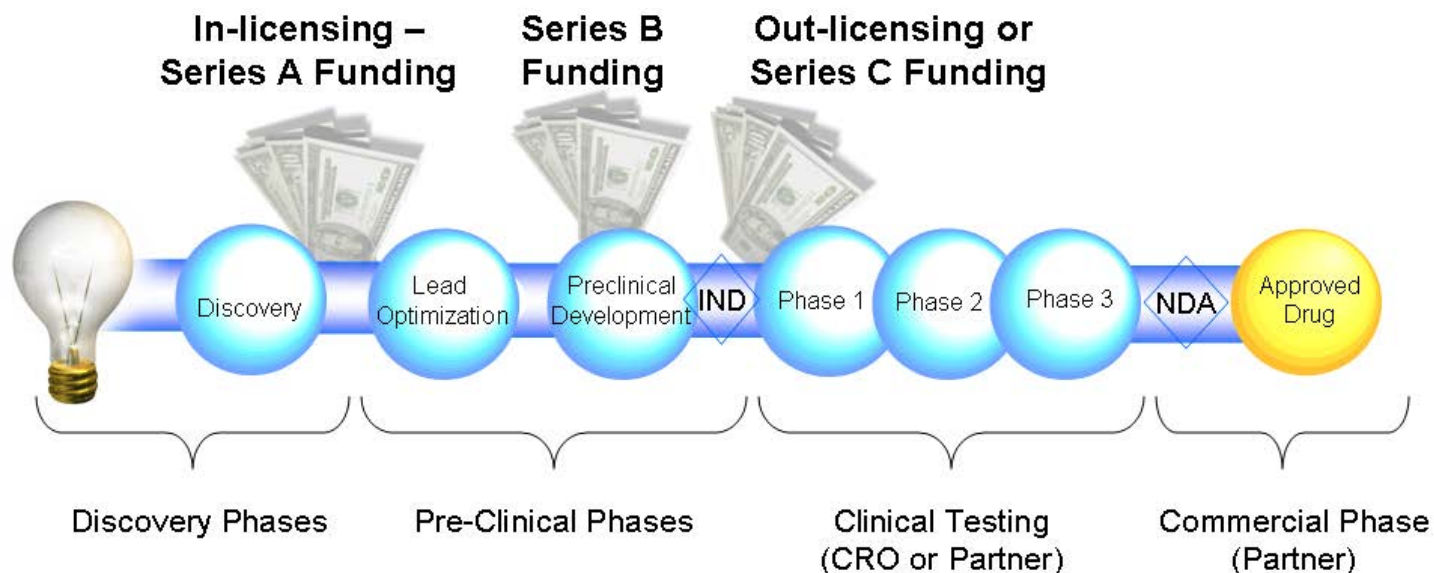 In-licensing –
Series A Funding
Series B
Funding
Out-licensing or
Series C Funding
Discovery
Lead
Optimization
Preclinical
Development
IND
Phase 1
Phase 2
Phase 3
NDA
Approved
Drug
Discovery Phases
Pre-Clinical Phases
Clinical Testing
(CRO or Partner)
Commercial Phase
(Partner)